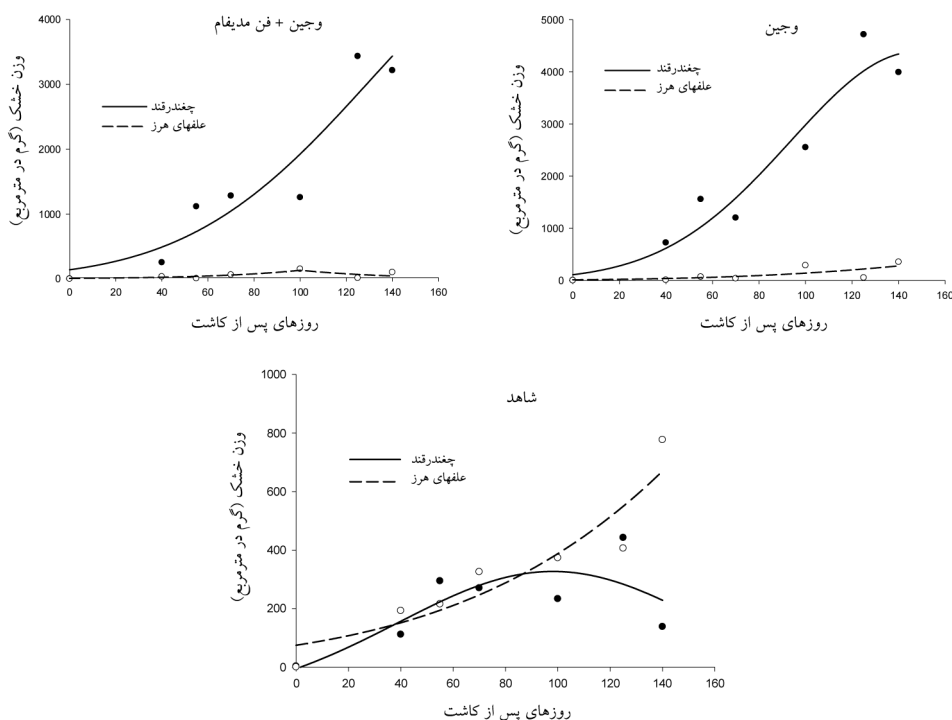 وجین + فن مدیفام
4000
3000
2000
1000
0
وزن خشک (گرم در مترمربع)
چغندرقند
علفهای هرز
0 20 40 60 80 100 120 140 160
روزهای پس از کاشت
وجین
5000
4000
3000
2000
1000
0
وزن خشک (گرم در مترمربع)
چغندرقند
علفهای هرز
0 20 40 60 80 100 120 140 160
روزهای پس از کاشت
شاهد
1000
800
600
400
200
0
وزن خشک (گرم در مترمربع)
چغندرقند
علفهای هرز
0 20 40 60 80 100 120 140 160
روزهای پس از کاشت